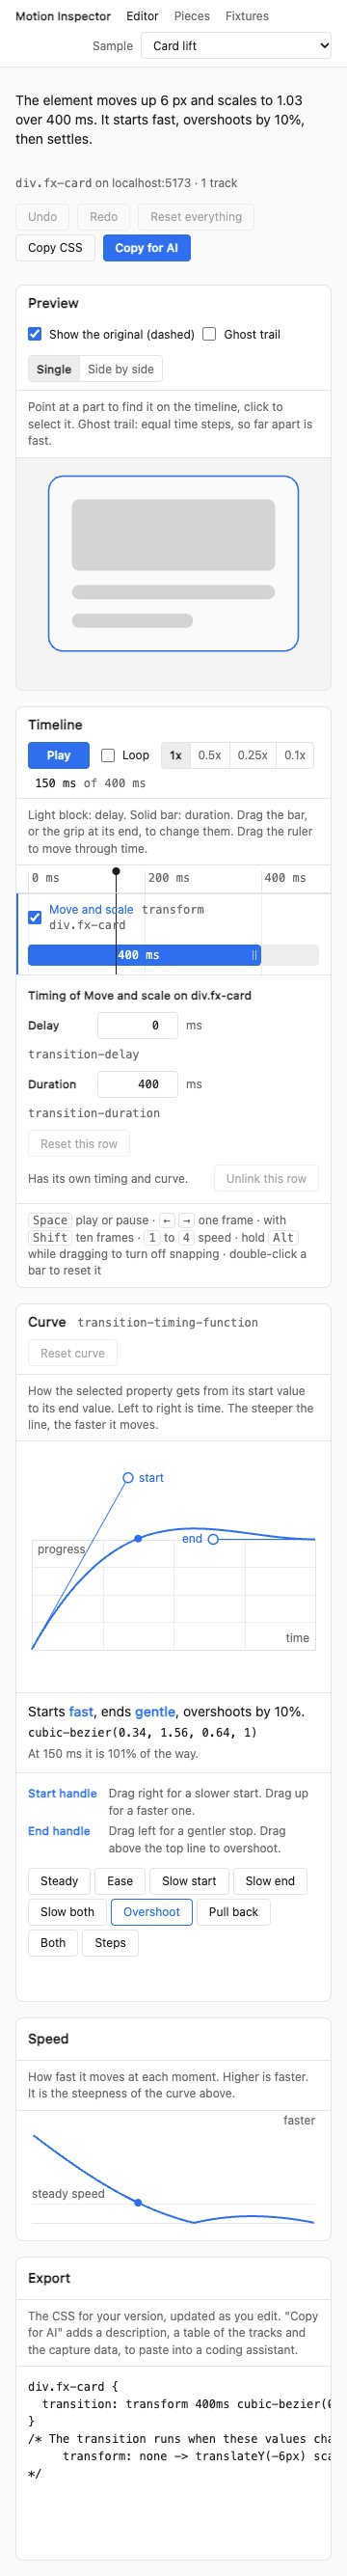 Motion Inspector Editor Pieces Fixtures
Sample Card lift
The element moves up 6 px and scales to 1.03
over 400 ms. It starts fast, overshoots by 10%,
then settles.
div.fx-card on localhost:5173 · 1 track
Undo Redo Reset everything
Copy CSS Copy for AI
Preview
Show the original (dashed) Ghost trail
Single Side by side
Point at a part to find it on the timeline, click to
select it. Ghost trail: equal time steps, so far apart is
fast.
Timeline
Play Loop 1x 0.5x 0.25x 0.1x
150 ms of 400 ms
Light block: delay. Solid bar: duration. Drag the bar,
or the grip at its end, to change them. Drag the ruler
to move through time.
0 ms 200 ms 400 ms
Move and scale transform
div.fx-card
400 ms
Timing of Move and scale on div.fx-card
Delay 0 ms
transition-delay
Duration 400 ms
transition-duration
Reset this row
Has its own timing and curve. Unlink this row
Space play or pause · ← → one frame · with
Shift ten frames · 1 to 4 speed · hold Alt
while dragging to turn off snapping · double-click a
bar to reset it
Curve transition-timing-function
Reset curve
How the selected property gets from its start value
to its end value. Left to right is time. The steeper the
line, the faster it moves.
start
progress
end
time
Starts fast, ends gentle, overshoots by 10%.
cubic-bezier(0.34, 1.56, 0.64, 1)
At 150 ms it is 101% of the way.
Start handle Drag right for a slower start. Drag up
for a faster one.
End handle Drag left for a gentler stop. Drag
above the top line to overshoot.
Steady Ease Slow start Slow end
Slow both Overshoot Pull back
Both Steps
Speed
How fast it moves at each moment. Higher is faster.
It is the steepness of the curve above.
faster
steady speed
Export
The CSS for your version, updated as you edit. "Copy
for AI" adds a description, a table of the tracks and
the capture data, to paste into a coding assistant.
div.fx-card {
transition: transform 400ms cubic-bezier(
}
/* The transition runs when these values cha
transform: none -> translateY(-6px) sca
*/